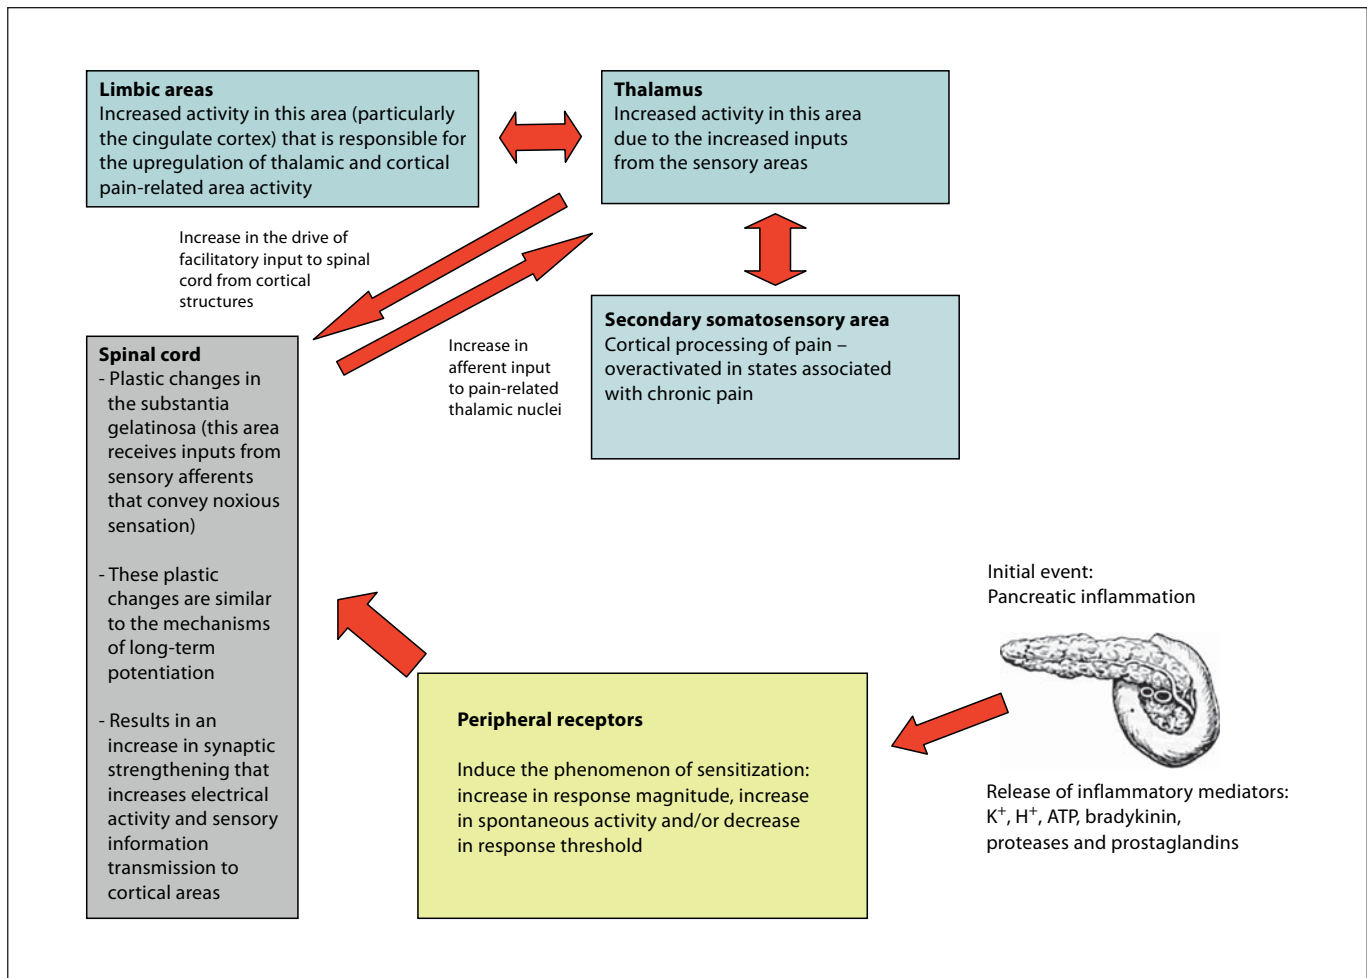 Limbic areas
Increased activity in this area (particularly
the cingulate cortex) that is responsible for
the upregulation of thalamic and cortical
pain-related area activity
Thalamus
Increased activity in this area
due to the increased inputs
from the sensory areas
Increase in the drive of
facilitatory input to spinal
cord from cortical
structures
Increase in
afferent input
to pain-related
thalamic nuclei
Secondary somatosensory area
Cortical processing of pain –
overactivated in states associated
with chronic pain
Spinal cord
- Plastic changes in
the substantia
gelatinosa (this area
receives inputs from
sensory afferents
that convey noxious
sensation)
- These plastic
changes are similar
to the mechanisms
of long-term
potentiation
- Results in an
increase in synaptic
strengthening that
increases electrical
activity and sensory
information
transmission to
cortical areas
Peripheral receptors
Induce the phenomenon of sensitization:
increase in response magnitude, increase
in spontaneous activity and/or decrease
in response threshold
Initial event:
Pancreatic inflammation
Release of inflammatory mediators:
K⁺, H⁺, ATP, bradykinin,
proteases and prostaglandins